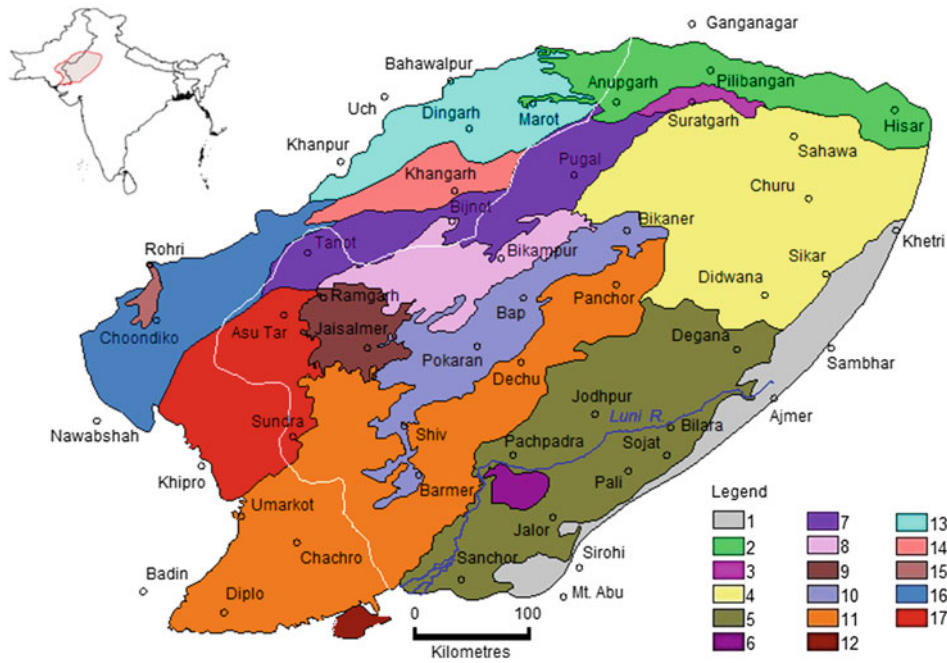 Ganganagar
Bahawalpur
Anupgarh
Pilibangan
Uch
Dingarh
Marot
Suratgarh
Hisar
Khanpur
Sahawa
Pugal
Khangarh
Churu
Bijnot
Bikaner
Khetri
Tanot
Rohri
Bikampur
Sikar
Didwana
Ramgarh
Panchor
Choondiko
Asu Tar
Jaisalmer
Bap
Degana
Pokaran
Sambhar
Dechu
Jodhpur
Luni R.
Ajmer
Nawabshah
Sundra
Shiv
Bilara
Pachpadra
Sojat
Khipro
Pali
Umarkot
Barmer
Jalor
Chachro
Sirohi
Badin
Sanchor
Diplo
Mt. Abu
0 100
Kilometres
Legend
1 7 13
2 8 14
3 9 15
4 10 16
5 11 17
6 12